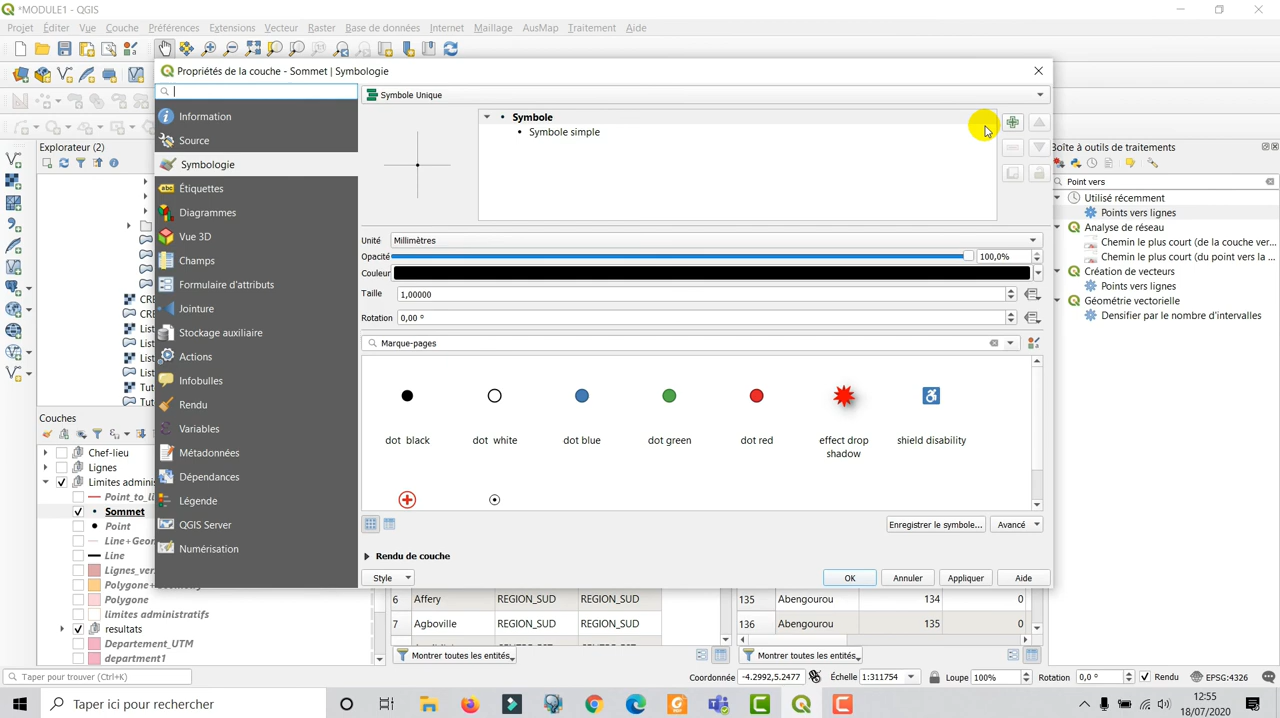 *MODULE1 - QGIS
Projet Éditer Vue Couche Préférences Extensions Vecteur Raster Base de données Internet Maillage AusMap Traitement Aide
Propriétés de la couche - Sommet | Symbologie
Information
Source
Symbologie
Étiquettes
Diagrammes
Vue 3D
Champs
Formulaire d'attributs
Jointure
Stockage auxiliaire
Actions
Infobulles
Rendu
Variables
Métadonnées
Dépendances
Légende
QGIS Server
Numérisation
Symbole Unique
Symbole
Symbole simple
Unité Millimètres
Opacité 100,0%
Couleur
Taille 1,00000
Rotation 0,00 °
Marque-pages
dot black
dot white
dot blue
dot green
dot red
effect drop
shadow
shield disability
Enregistrer le symbole...
Avancé
Rendu de couche
Style
OK
Annuler
Appliquer
Aide
Explorateur (2)
Couches
Chef-lieu
Lignes
Limites admini
Sommet
Point
Line
Polygone
limites administratifs
resultats
Departement_UTM
department1
6 Affery REGION_SUD REGION_SUD
7 Agboville REGION_SUD REGION_SUD
Montrer toutes les entités
135 Abengourou 134 0
136 Abengourou 135 0
Montrer toutes les entités
Boîte à outils de traitements
Point vers
Utilisé récemment
Points vers lignes
Analyse de réseau
Chemin le plus court (de la couche ver...
Chemin le plus court (du point vers la ...
Création de vecteurs
Points vers lignes
Géométrie vectorielle
Densifier par le nombre d'intervalles
Taper pour trouver (Ctrl+K)
Coordonnée -4.2992,5.2477
Échelle 1:311754
Loupe 100%
Rotation 0,0 °
Rendu
EPSG:4326
Taper ici pour rechercher
12:55
18/07/2020